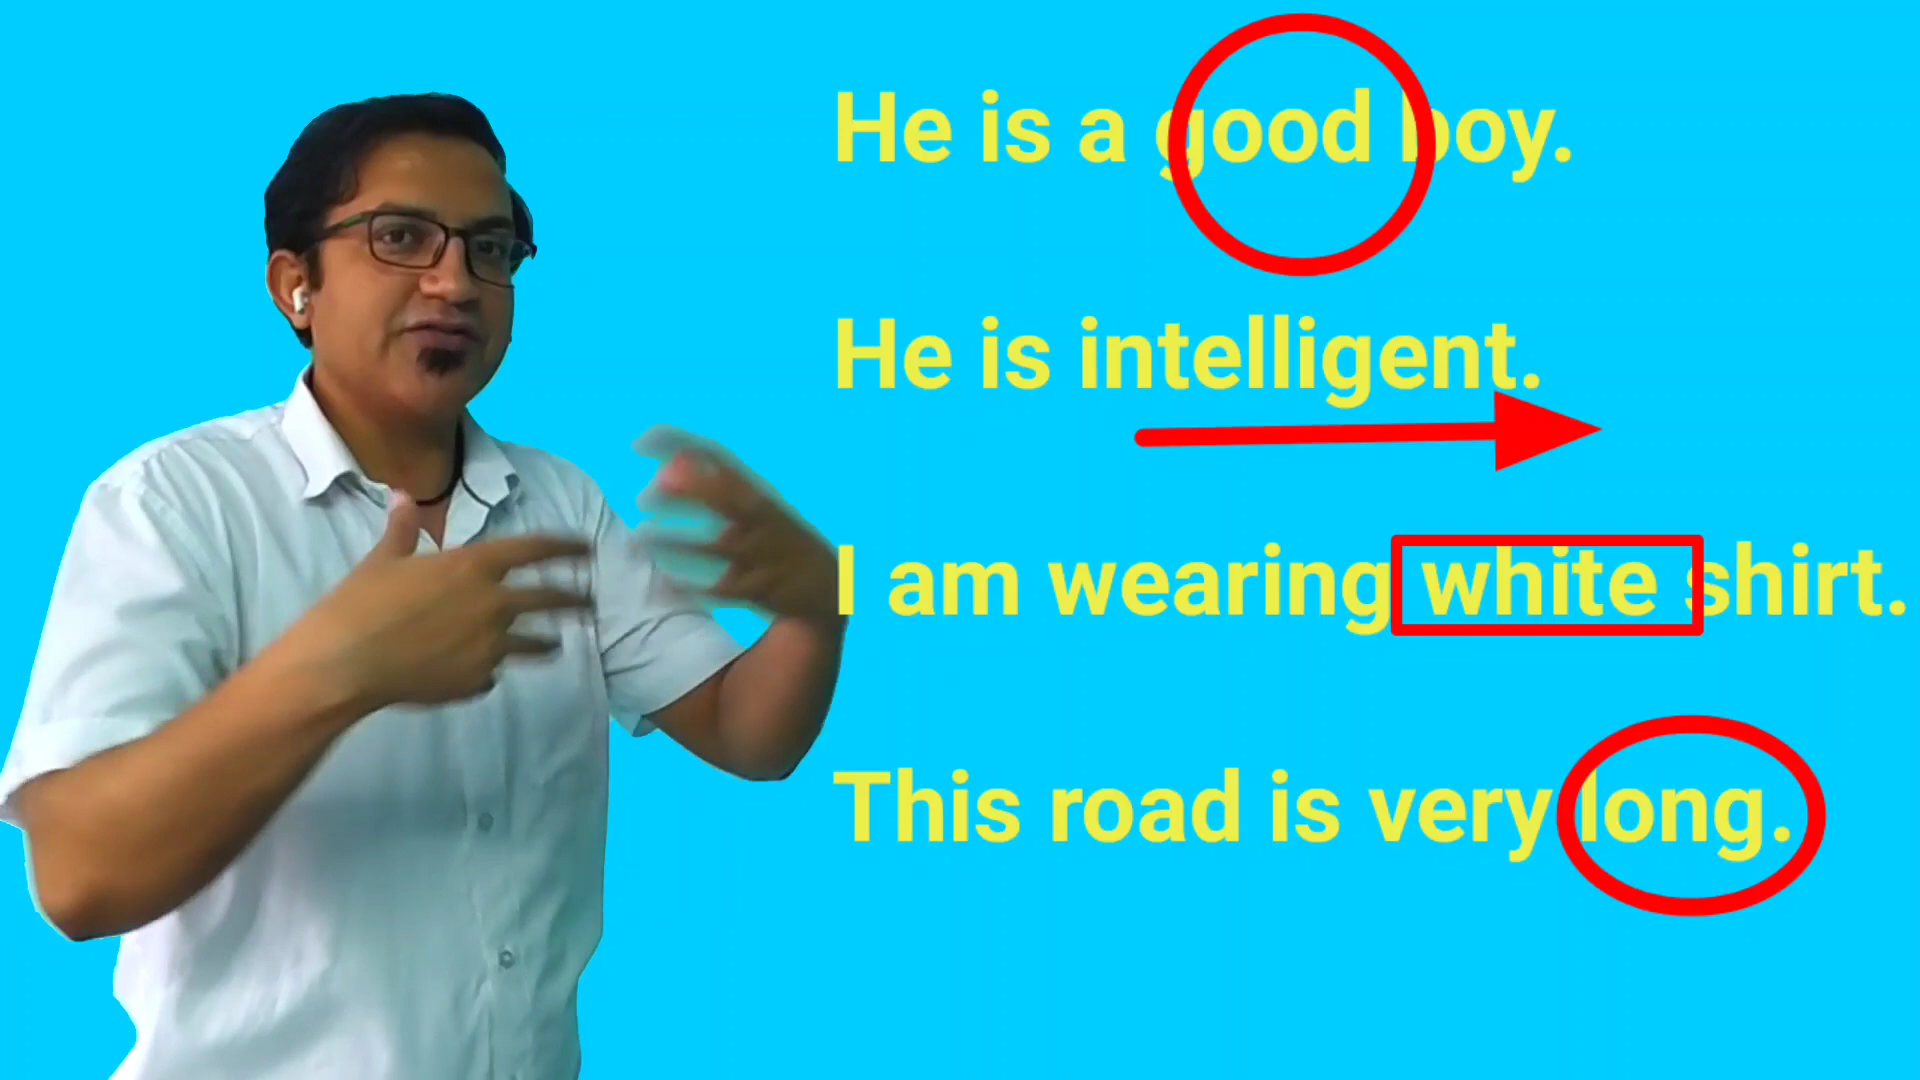 He is a good boy.
He is intelligent.
I am wearing white shirt.
This road is very long.